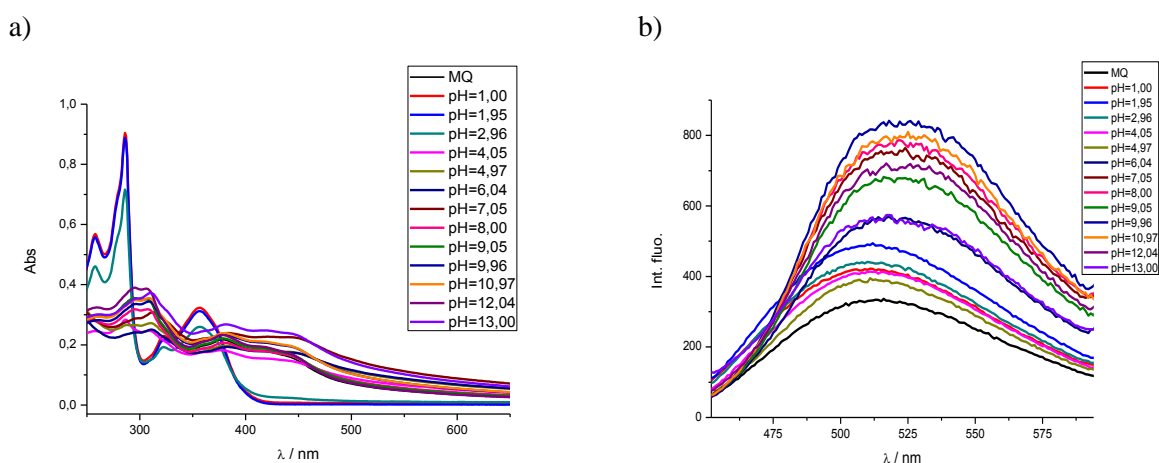 a)
b)
MQ
pH=1,00
pH=1,95
pH=2,96
pH=4,05
pH=4,97
pH=6,04
pH=7,05
pH=8,00
pH=9,05
pH=9,96
pH=10,97
pH=12,04
pH=13,00
1,0
0,8
0,6
0,4
0,2
0,0
Abs
300 400 500 600
λ / nm
MQ
pH=1,00
pH=1,95
pH=2,96
pH=4,05
pH=4,97
pH=6,04
pH=7,05
pH=8,00
pH=9,05
pH=9,96
pH=10,97
pH=12,04
pH=13,00
800
600
400
200
0
Int. fluo.
475 500 525 550 575
λ / nm